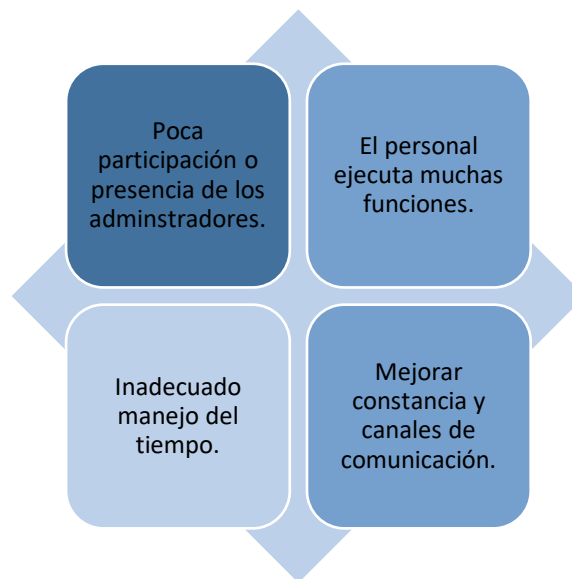 Poca
participación o
presencia de los
adminstradores.
El personal
ejecuta muchas
funciones.
Inadecuado
manejo del
tiempo.
Mejorar
constancia y
canales de
comunicación.